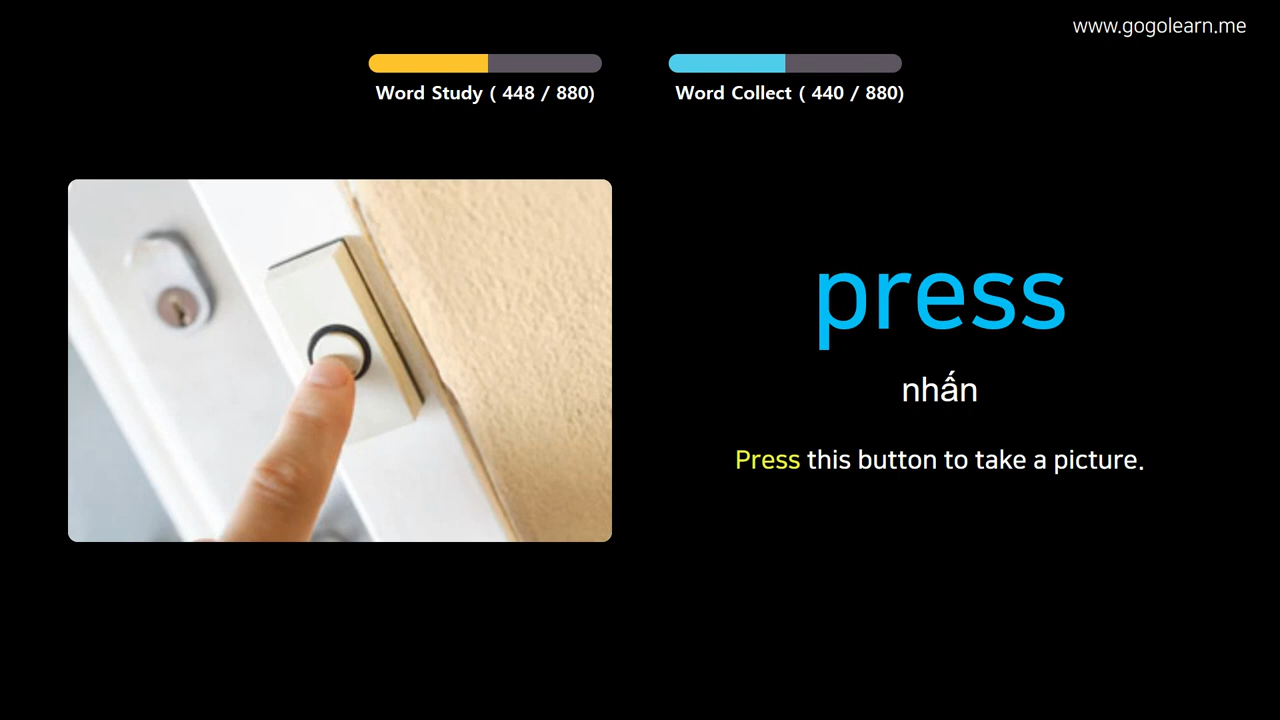 www.gogolearn.me
Word Study ( 448 / 880)
Word Collect ( 440 / 880)
press
nhấn
Press this button to take a picture.